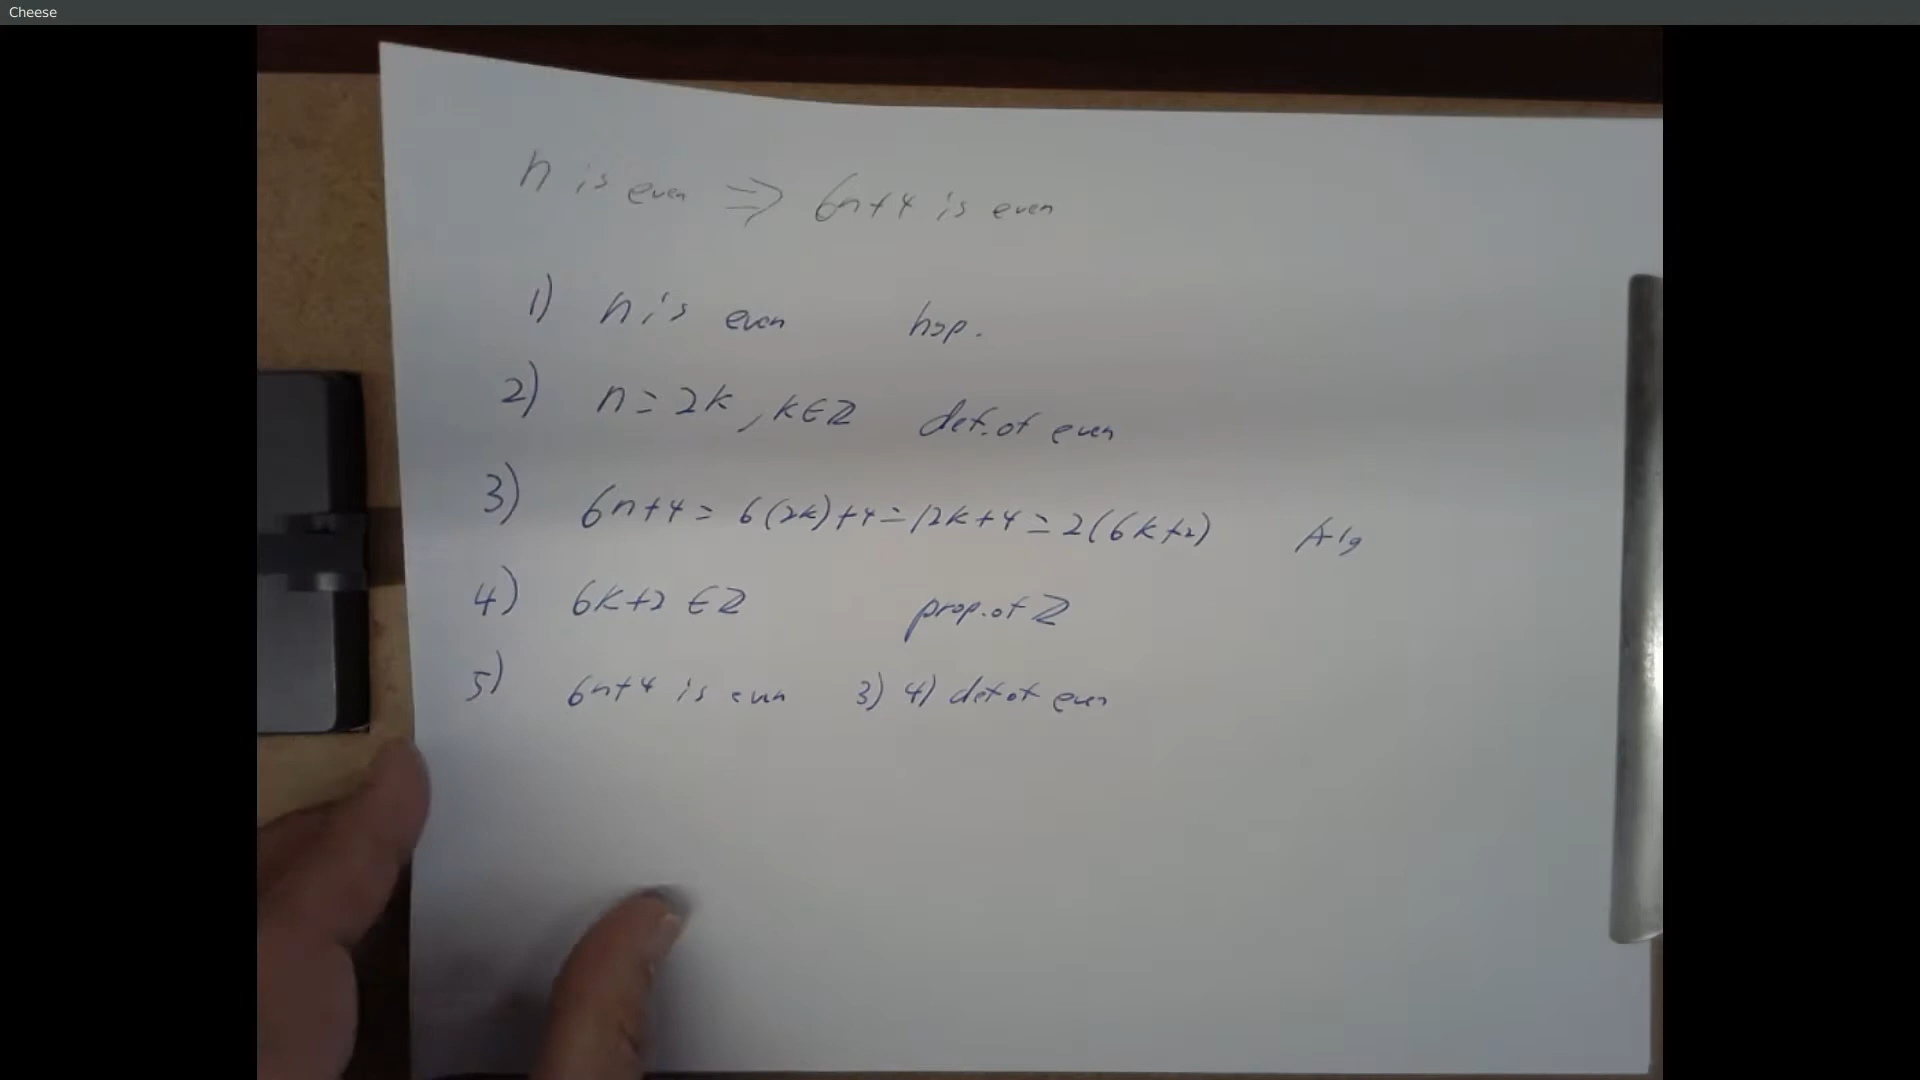 Cheese
n is even ⇒ 6n+4 is even
1) n is even hyp.
2) n = 2k, k∈ℤ def. of even
3) 6n+4 = 6(2k)+4 = 12k+4 = 2(6k+2) Alg
4) 6k+2 ∈ ℤ prop. of ℤ
5) 6n+4 is even 3) 4) def of even